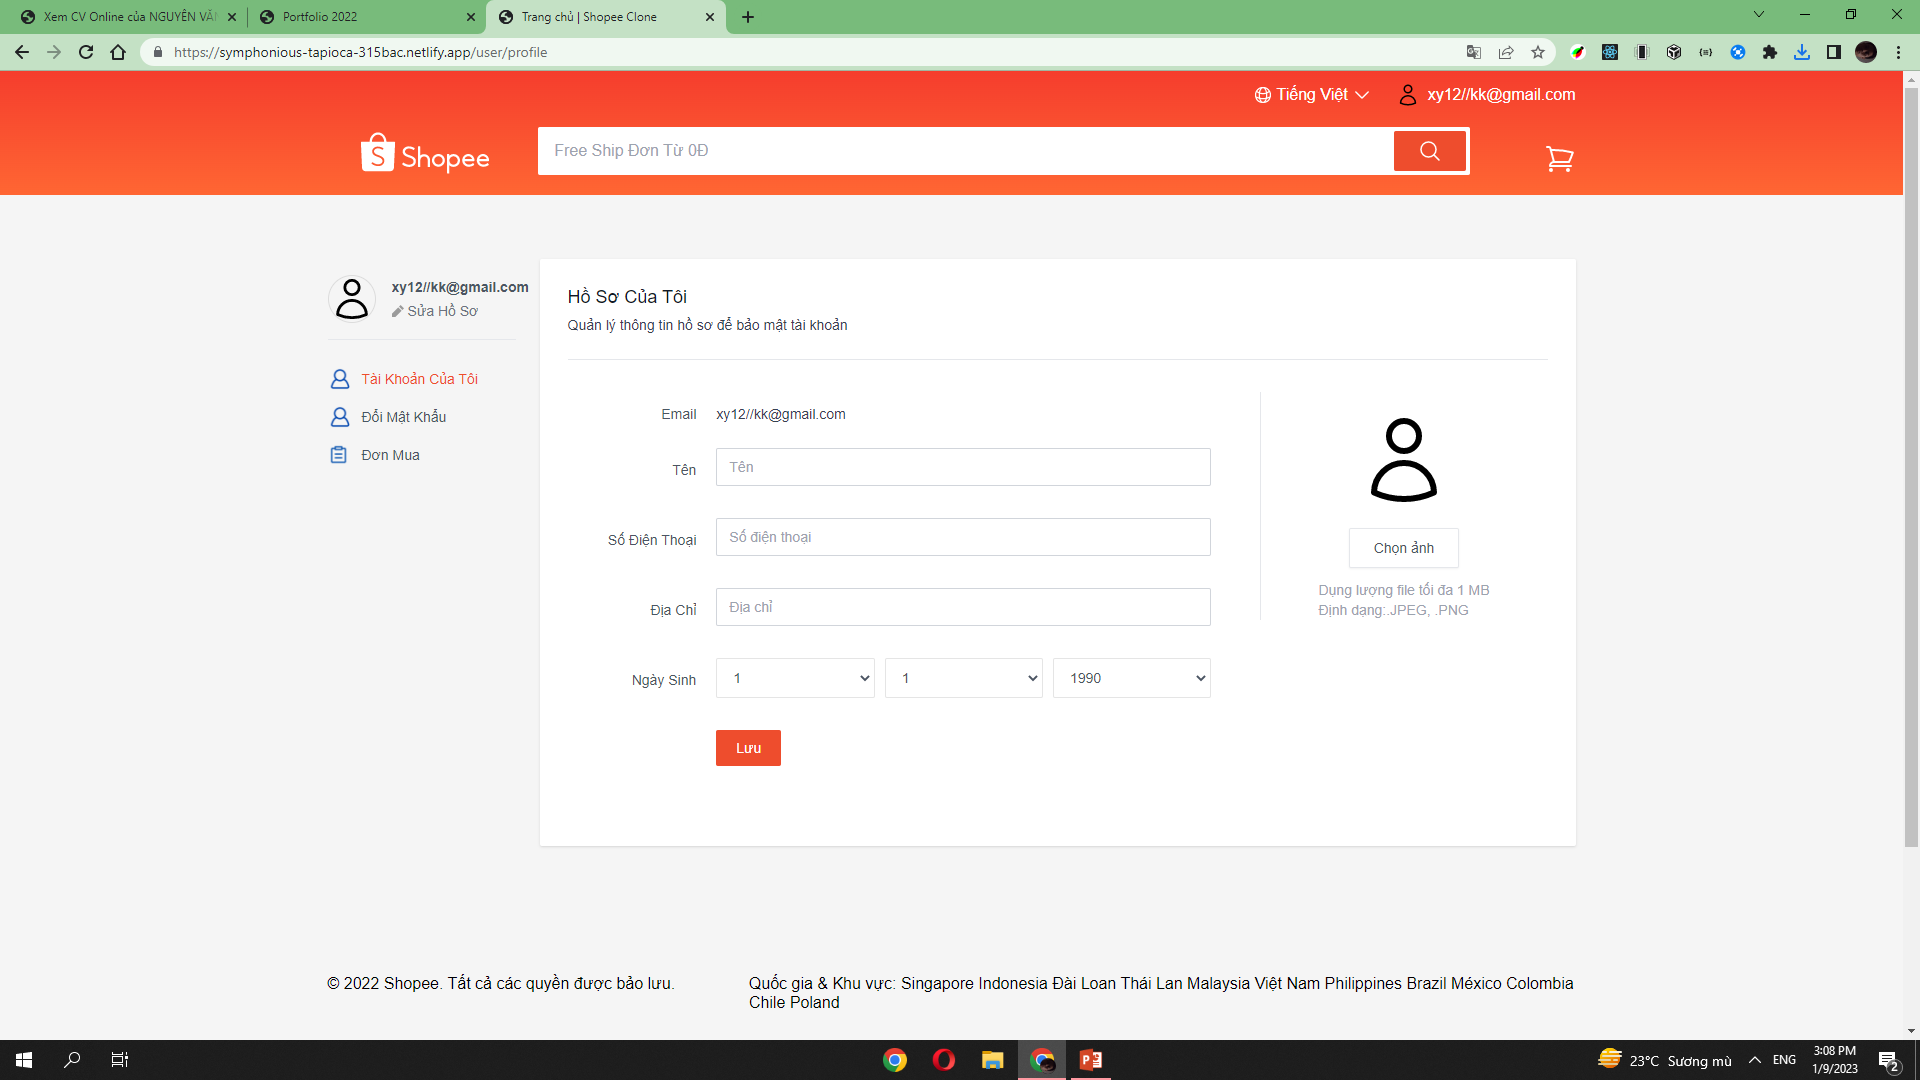 Xem CV Online của NGUYỄN VĂN
Portfolio 2022
Trang chủ | Shopee Clone
https://symphonious-tapioca-315bac.netlify.app/user/profile
Tiếng Việt
xy12//kk@gmail.com
Shopee
Free Ship Đơn Từ 0Đ
xy12//kk@gmail.com
Sửa Hồ Sơ
Tài Khoản Của Tôi
Đổi Mật Khẩu
Đơn Mua
Hồ Sơ Của Tôi
Quản lý thông tin hồ sơ để bảo mật tài khoản
Email xy12//kk@gmail.com
Tên Tên
Số Điện Thoại Số điện thoại
Địa Chỉ Địa chỉ
Ngày Sinh 1 1 1990
Lưu
Chọn ảnh
Dụng lượng file tối đa 1 MB
Định dạng:.JPEG, .PNG
© 2022 Shopee. Tất cả các quyền được bảo lưu.
Quốc gia & Khu vực: Singapore Indonesia Đài Loan Thái Lan Malaysia Việt Nam Philippines Brazil México Colombia
Chile Poland
23°C Sương mù
ENG
3:08 PM
1/9/2023
2